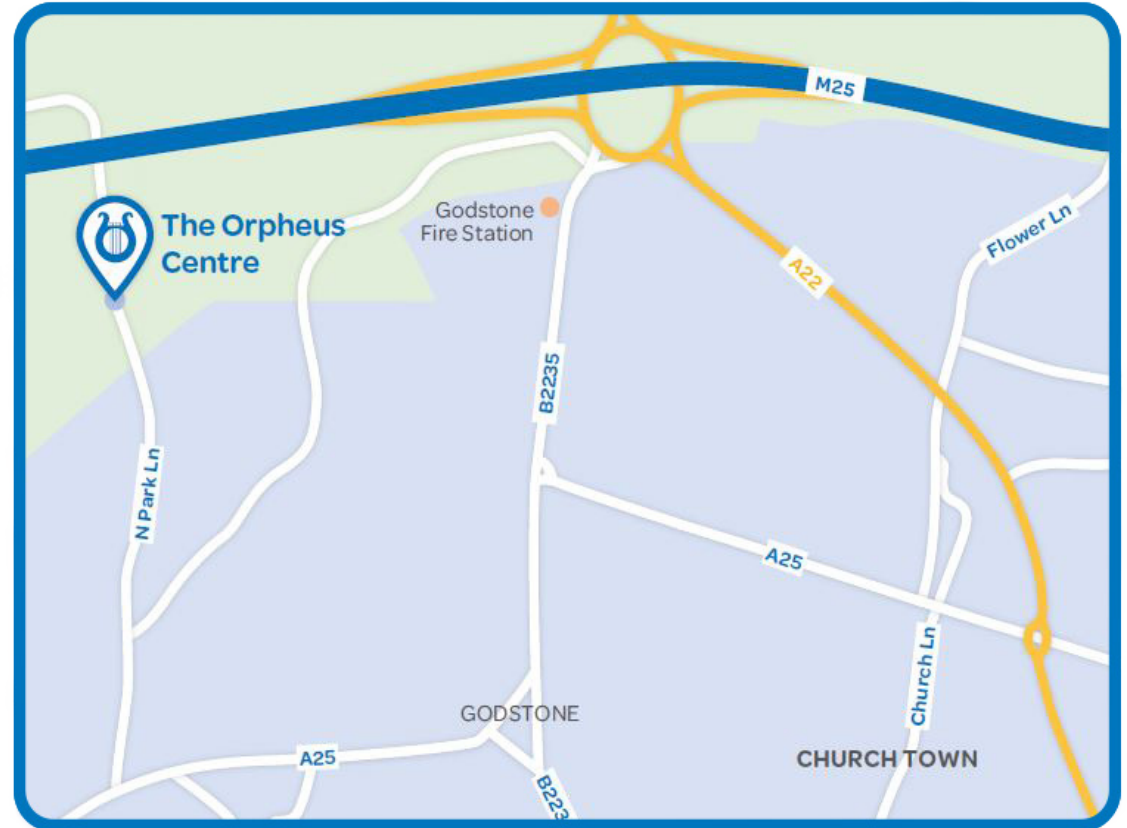 M25
The Orpheus
Centre
Godstone
Fire Station
Flower Ln
A22
B2235
N Park Ln
A25
Church Ln
GODSTONE
A25
CHURCH TOWN
B223